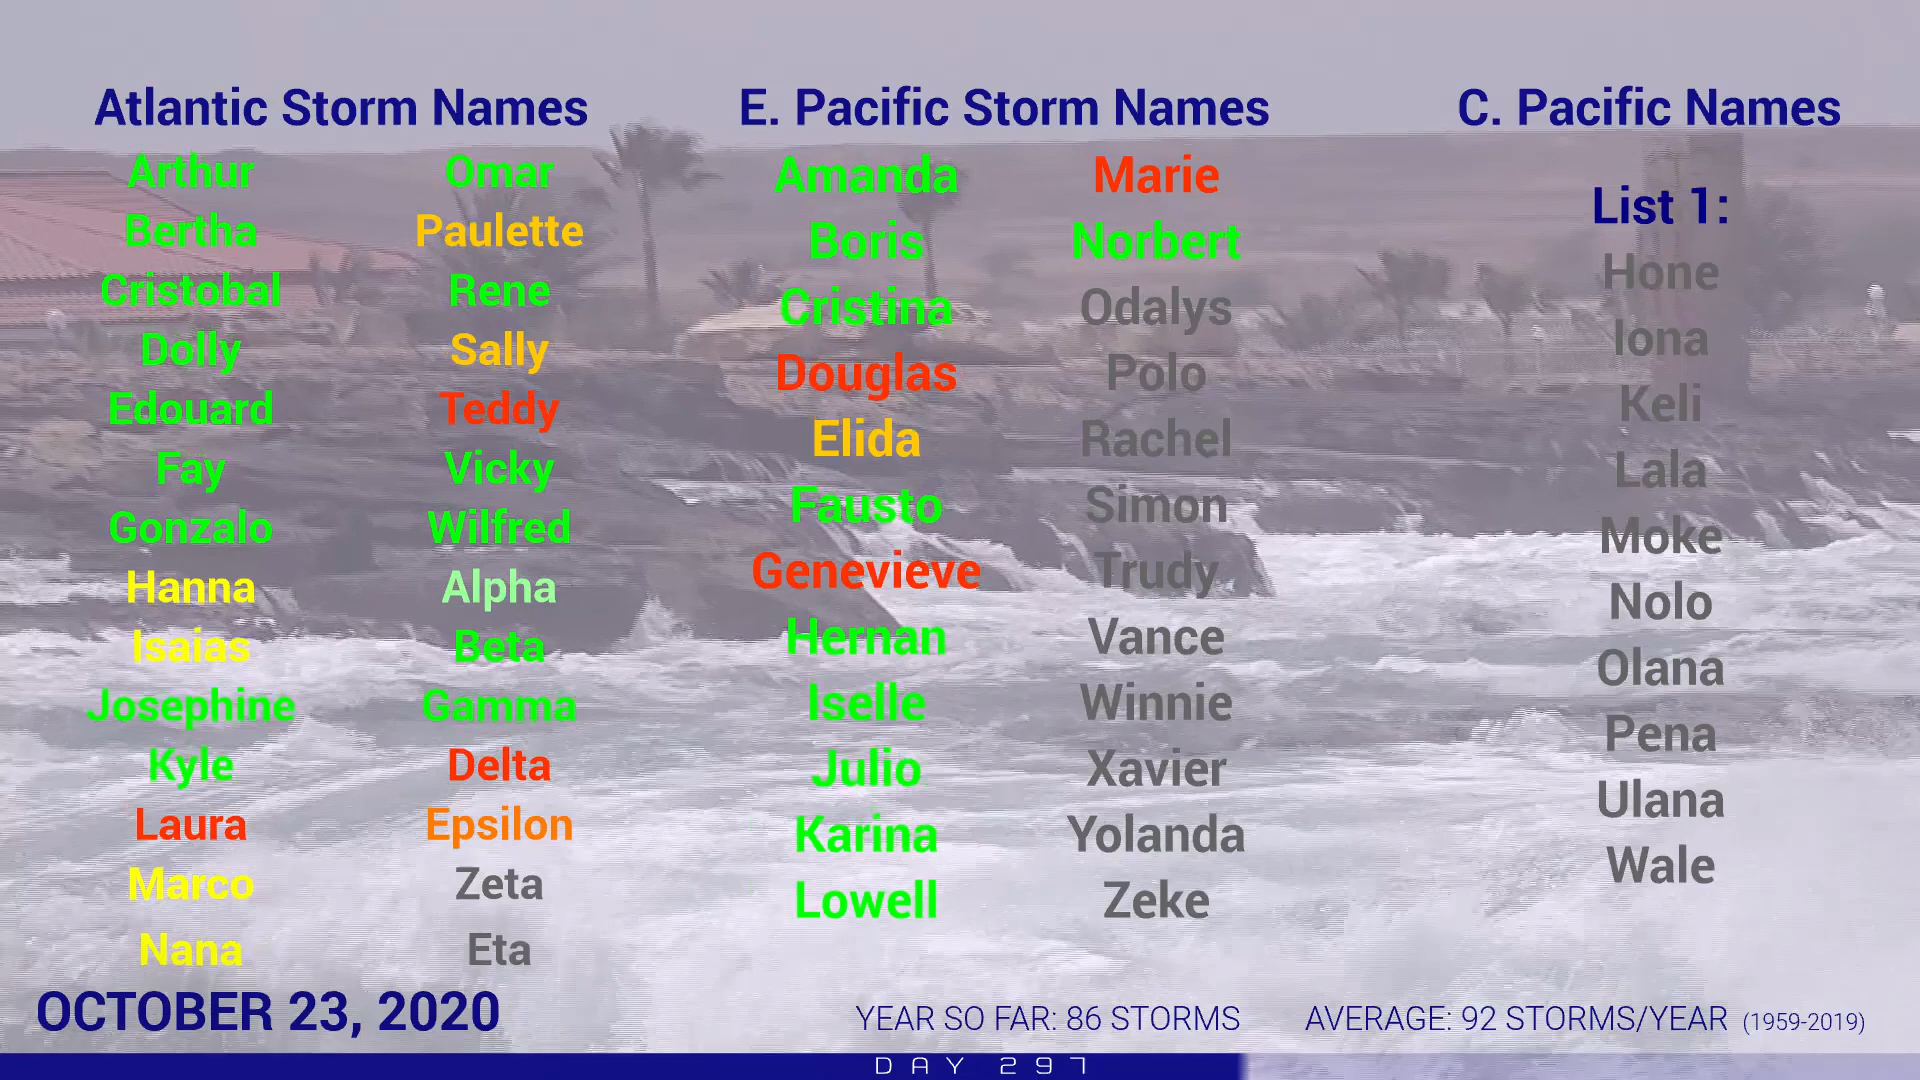 Atlantic Storm Names
Arthur
Bertha
Cristobal
Dolly
Edouard
Fay
Gonzalo
Hanna
Isaias
Josephine
Kyle
Laura
Marco
Nana
Omar
Paulette
Rene
Sally
Teddy
Vicky
Wilfred
Alpha
Beta
Gamma
Delta
Epsilon
Zeta
Eta
E. Pacific Storm Names
Amanda
Boris
Cristina
Douglas
Elida
Fausto
Genevieve
Hernan
Iselle
Julio
Karina
Lowell
Marie
Norbert
Odalys
Polo
Rachel
Simon
Trudy
Vance
Winnie
Xavier
Yolanda
Zeke
C. Pacific Names
List 1:
Hone
Iona
Keli
Lala
Moke
Nolo
Olana
Pena
Ulana
Wale
OCTOBER 23, 2020
YEAR SO FAR: 86 STORMS
AVERAGE: 92 STORMS/YEAR (1959-2019)
DAY 297